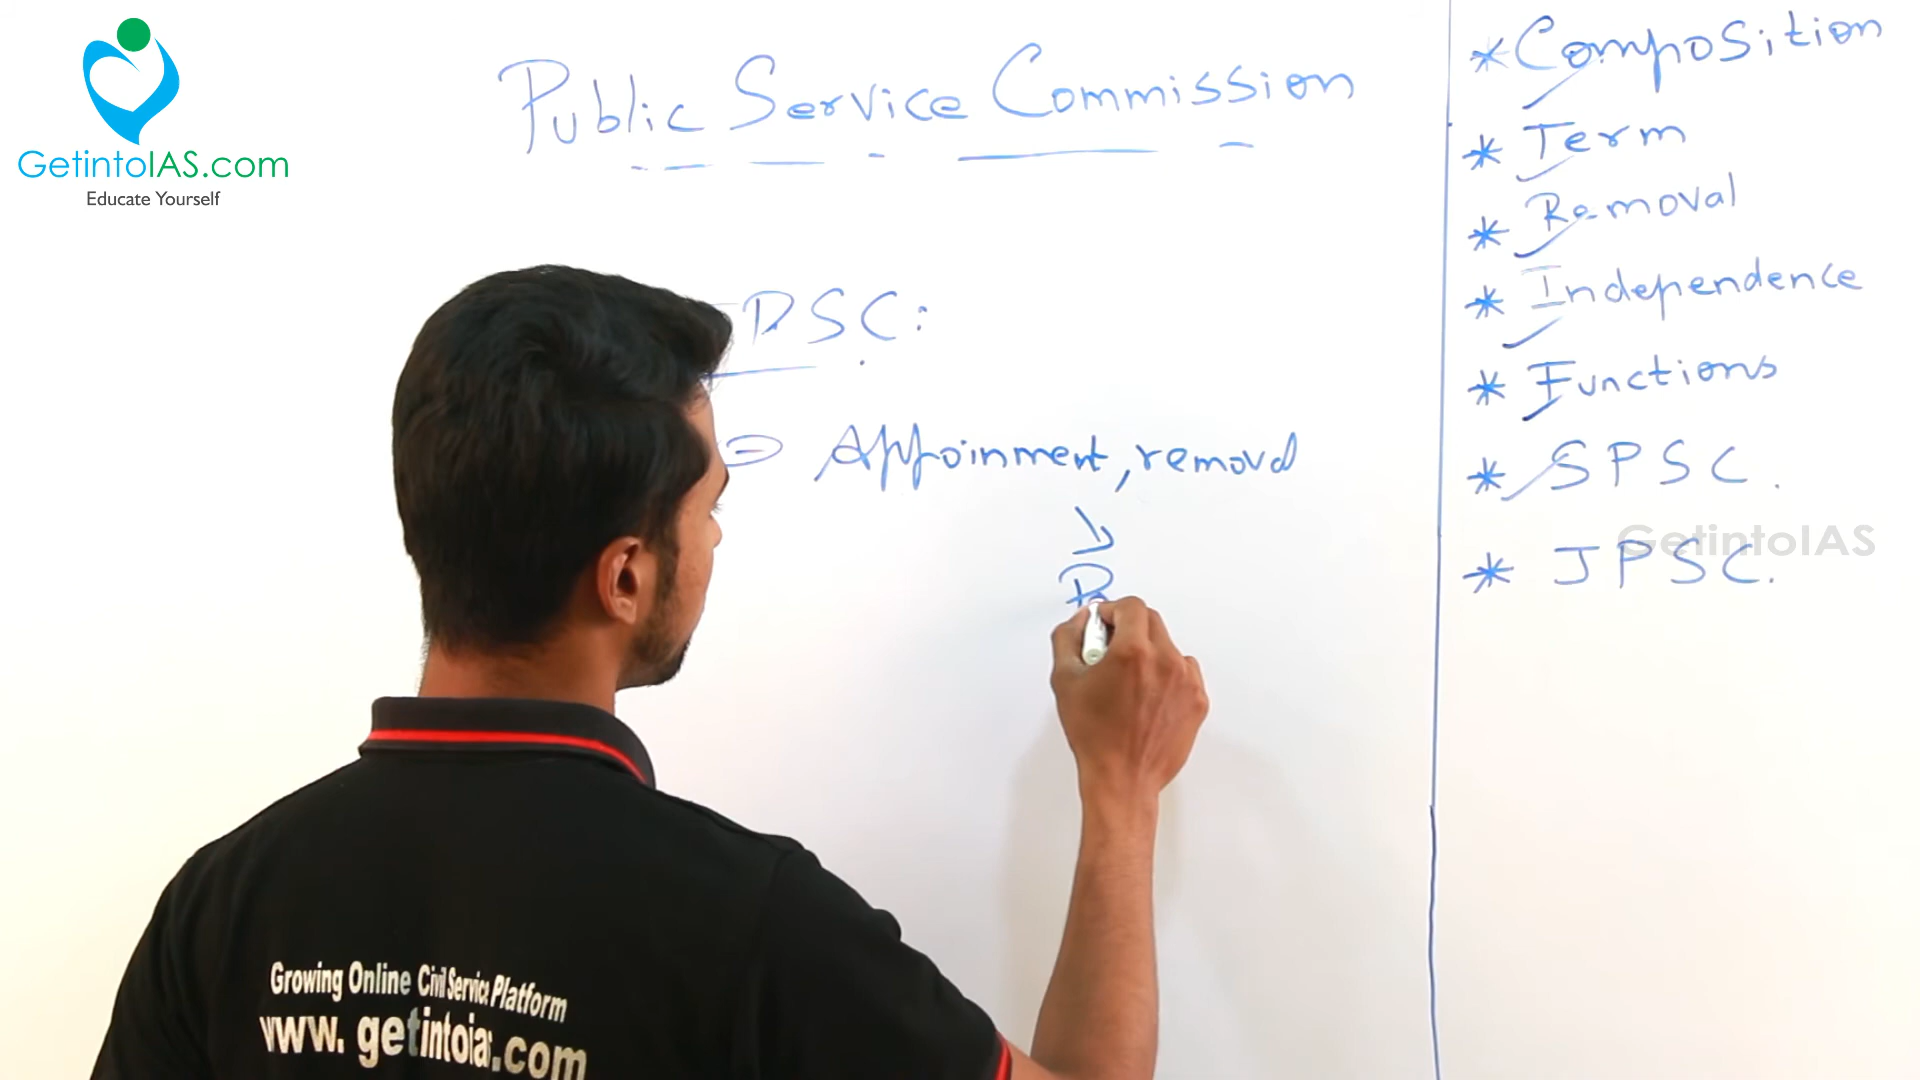 GetintoIAS.com
Educate Yourself
Public Service Commission
PSC:
⇒ Appoinment, removal
* Composition
* Term
* Removal
* Independence
* Functions
* SPSC.
GetintoIAS
* JPSC.
Growing Online Civil Service Platform
www.getintoias.com